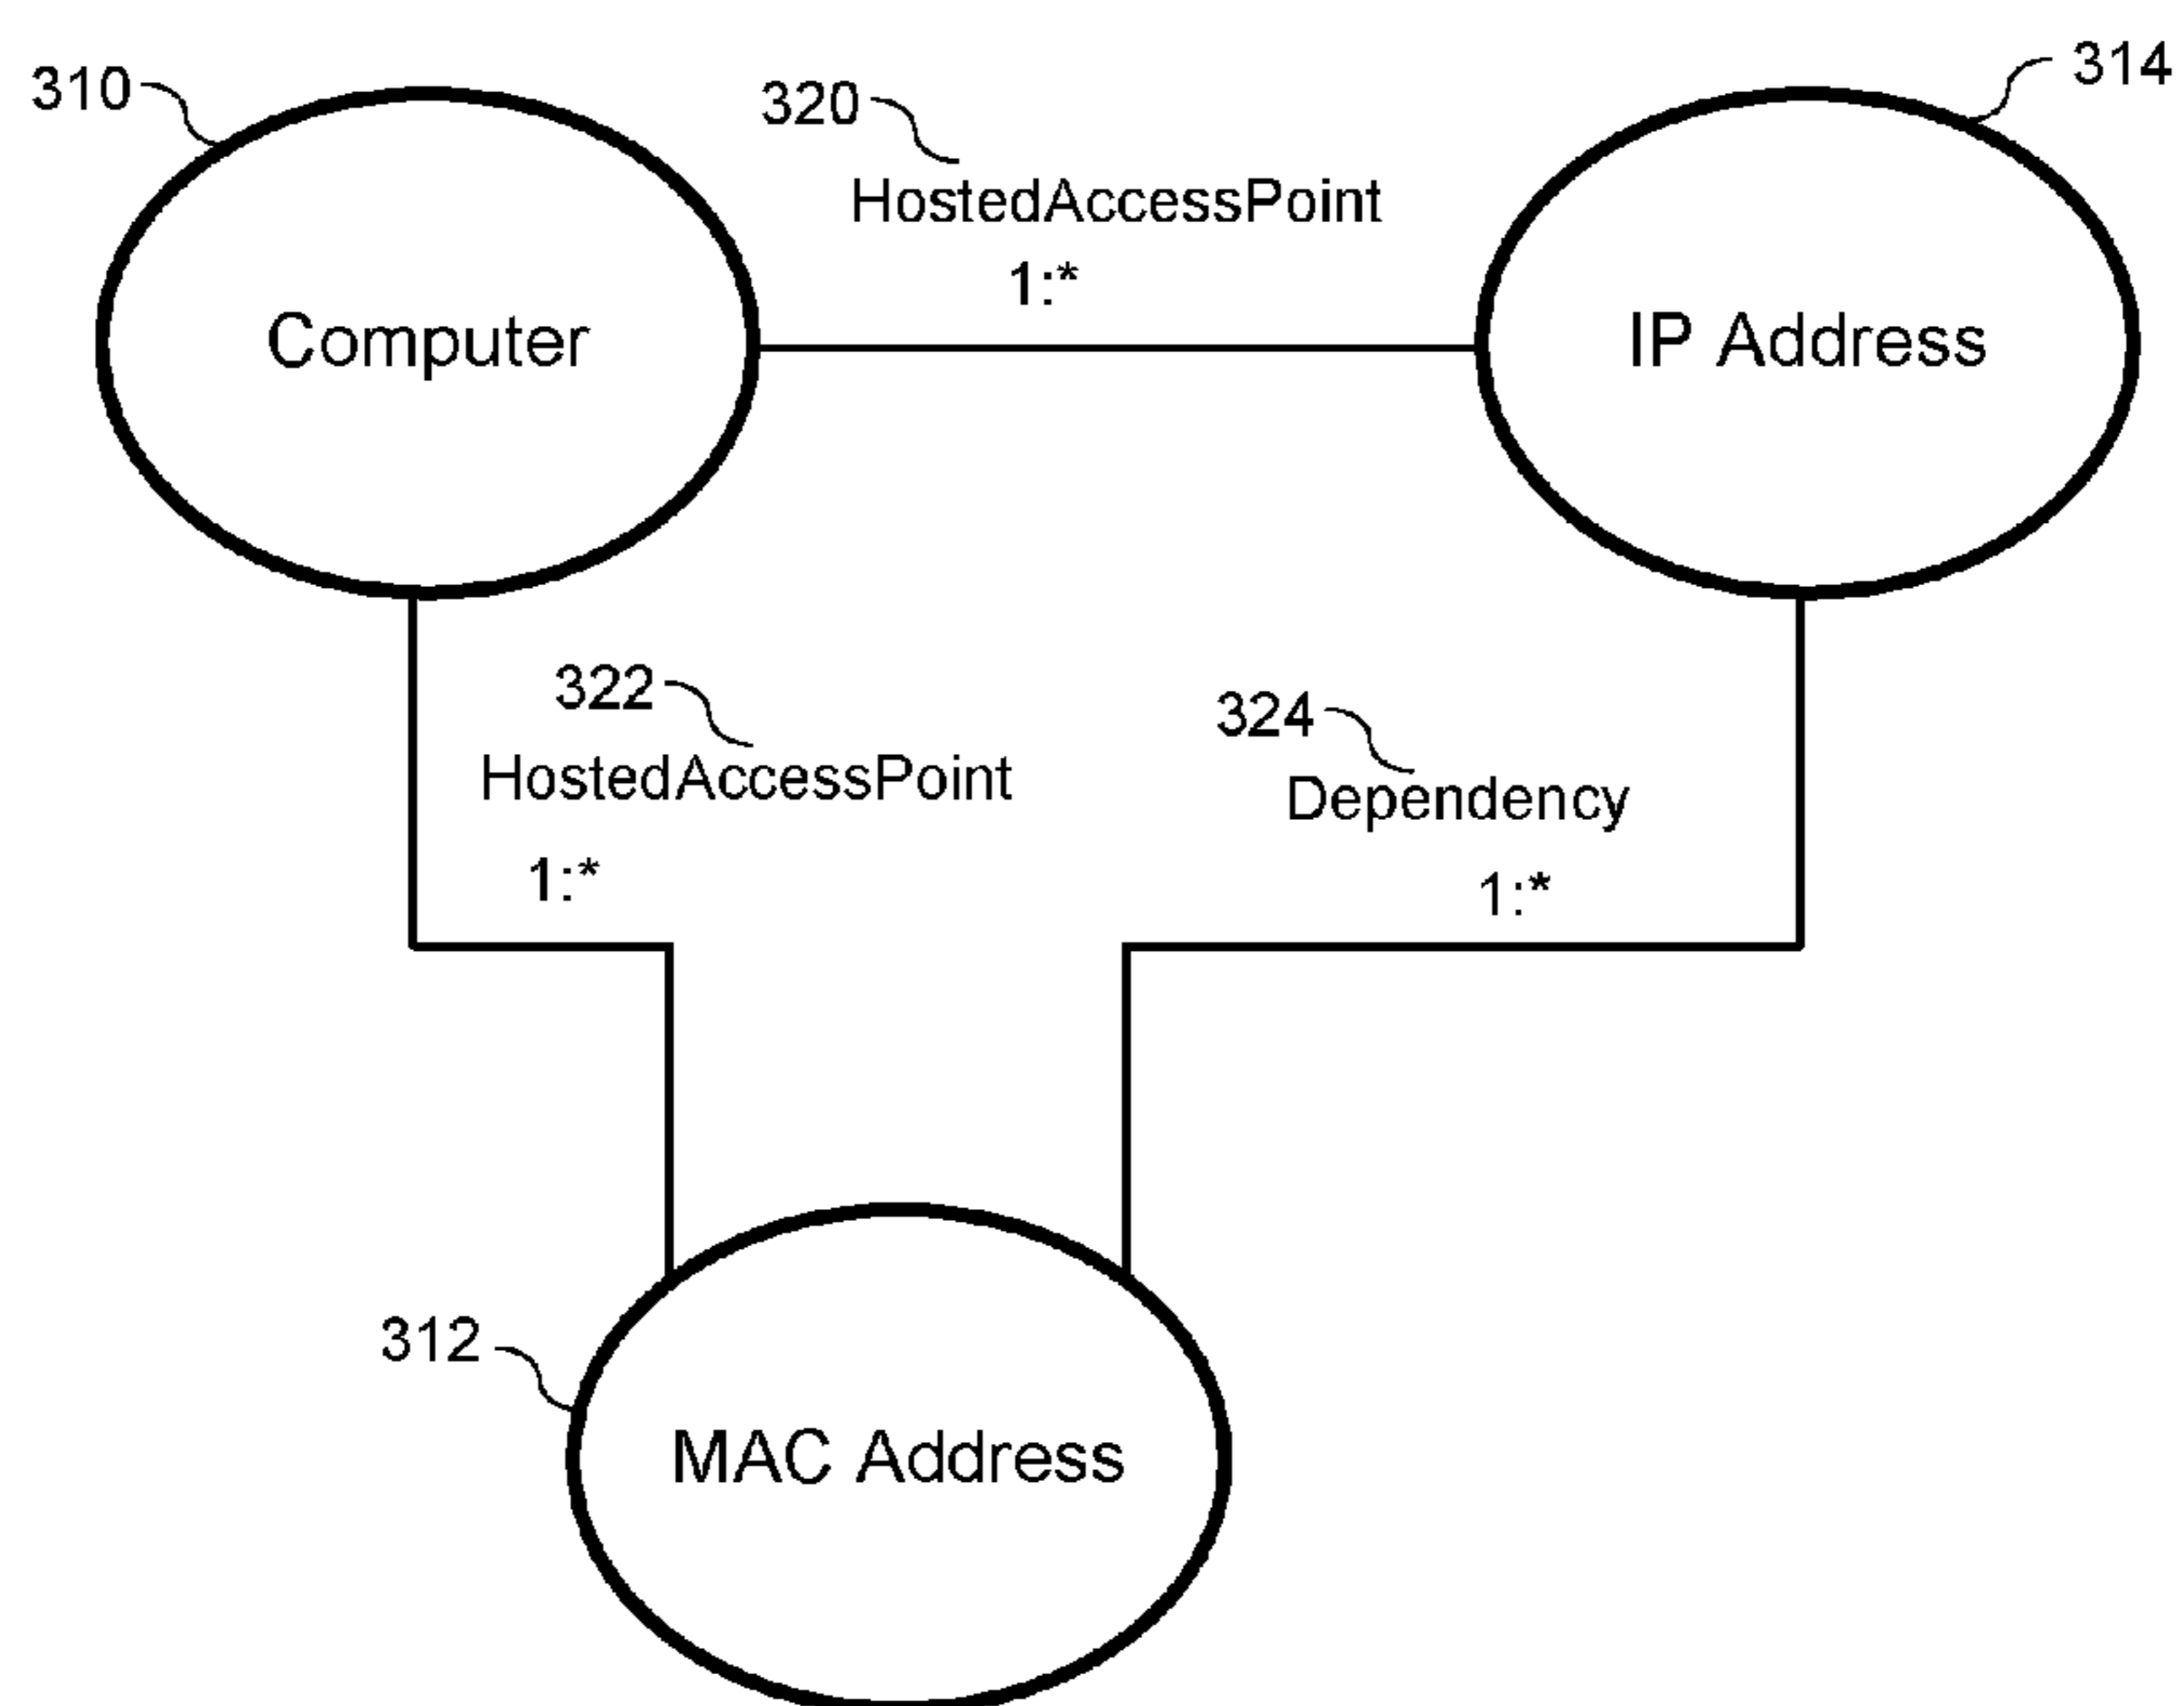 310
320
314
HostedAccessPoint
1:*
Computer
IP Address
322
324
HostedAccessPoint
Dependency
1:*
1:*
312
MAC Address